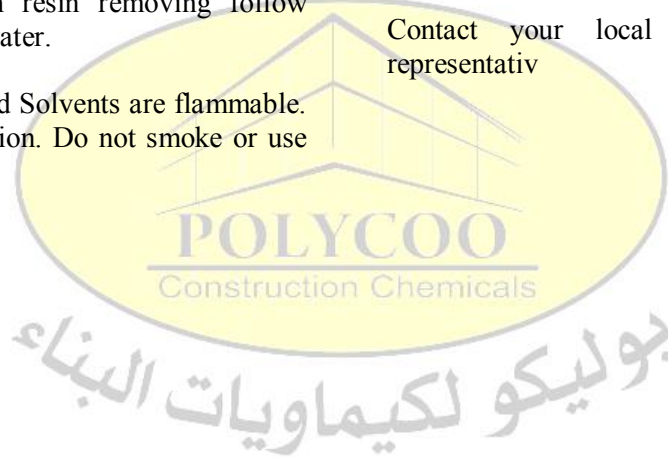 resin removing follow
ater.
d Solvents are flammable.
ion. Do not smoke or use
Contact your local
representativ
POLYCOO
Construction Chemicals
بوليكو لكيماويات البناء